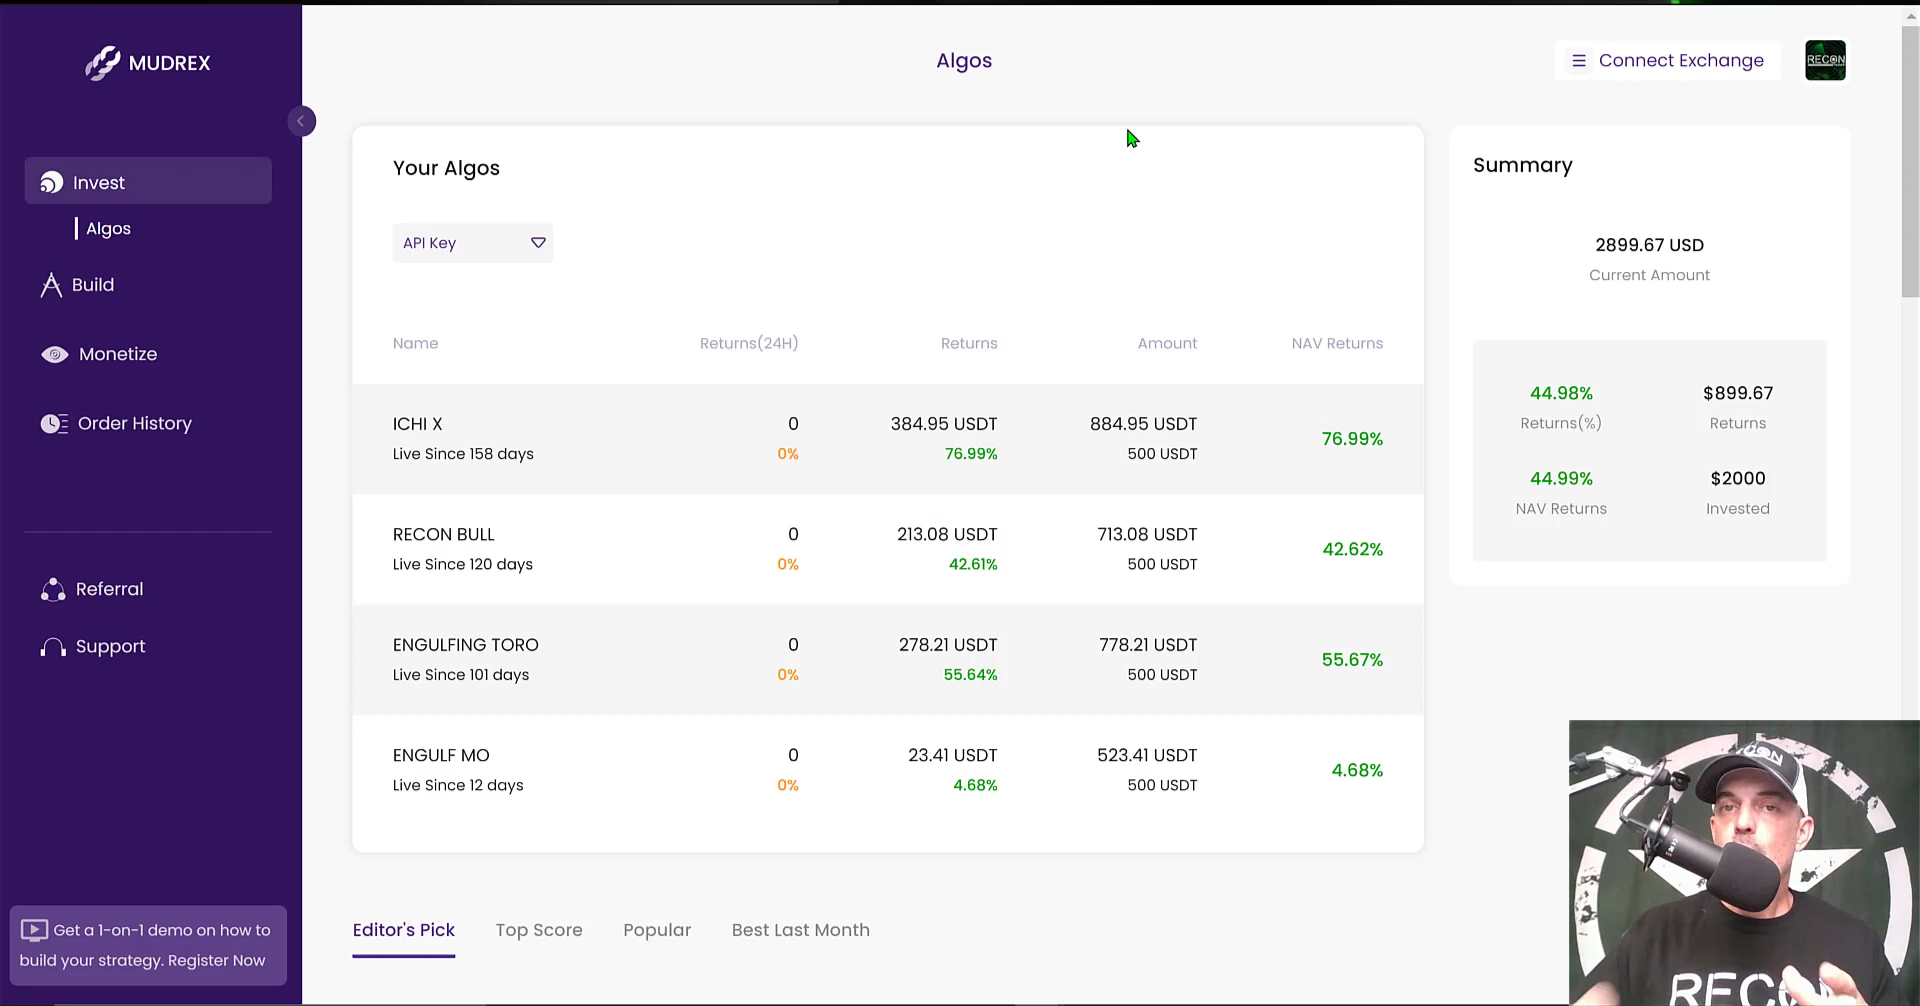 MUDREX
Algos
Connect Exchange
RECON
Invest
Algos
Build
Monetize
Order History
Referral
Support
Get a 1-on-1 demo on how to
build your strategy. Register Now
Your Algos
API Key
Name Returns(24H) Returns Amount NAV Returns
ICHI X 0 384.95 USDT 884.95 USDT
76.99%
Live Since 158 days 0% 76.99% 500 USDT
RECON BULL 0 213.08 USDT 713.08 USDT
42.62%
Live Since 120 days 0% 42.61% 500 USDT
ENGULFING TORO 0 278.21 USDT 778.21 USDT
55.67%
Live Since 101 days 0% 55.64% 500 USDT
ENGULF MO 0 23.41 USDT 523.41 USDT
4.68%
Live Since 12 days 0% 4.68% 500 USDT
Editor's Pick Top Score Popular Best Last Month
Summary
2899.67 USD
Current Amount
44.98% $899.67
Returns(%) Returns
44.99% $2000
NAV Returns Invested